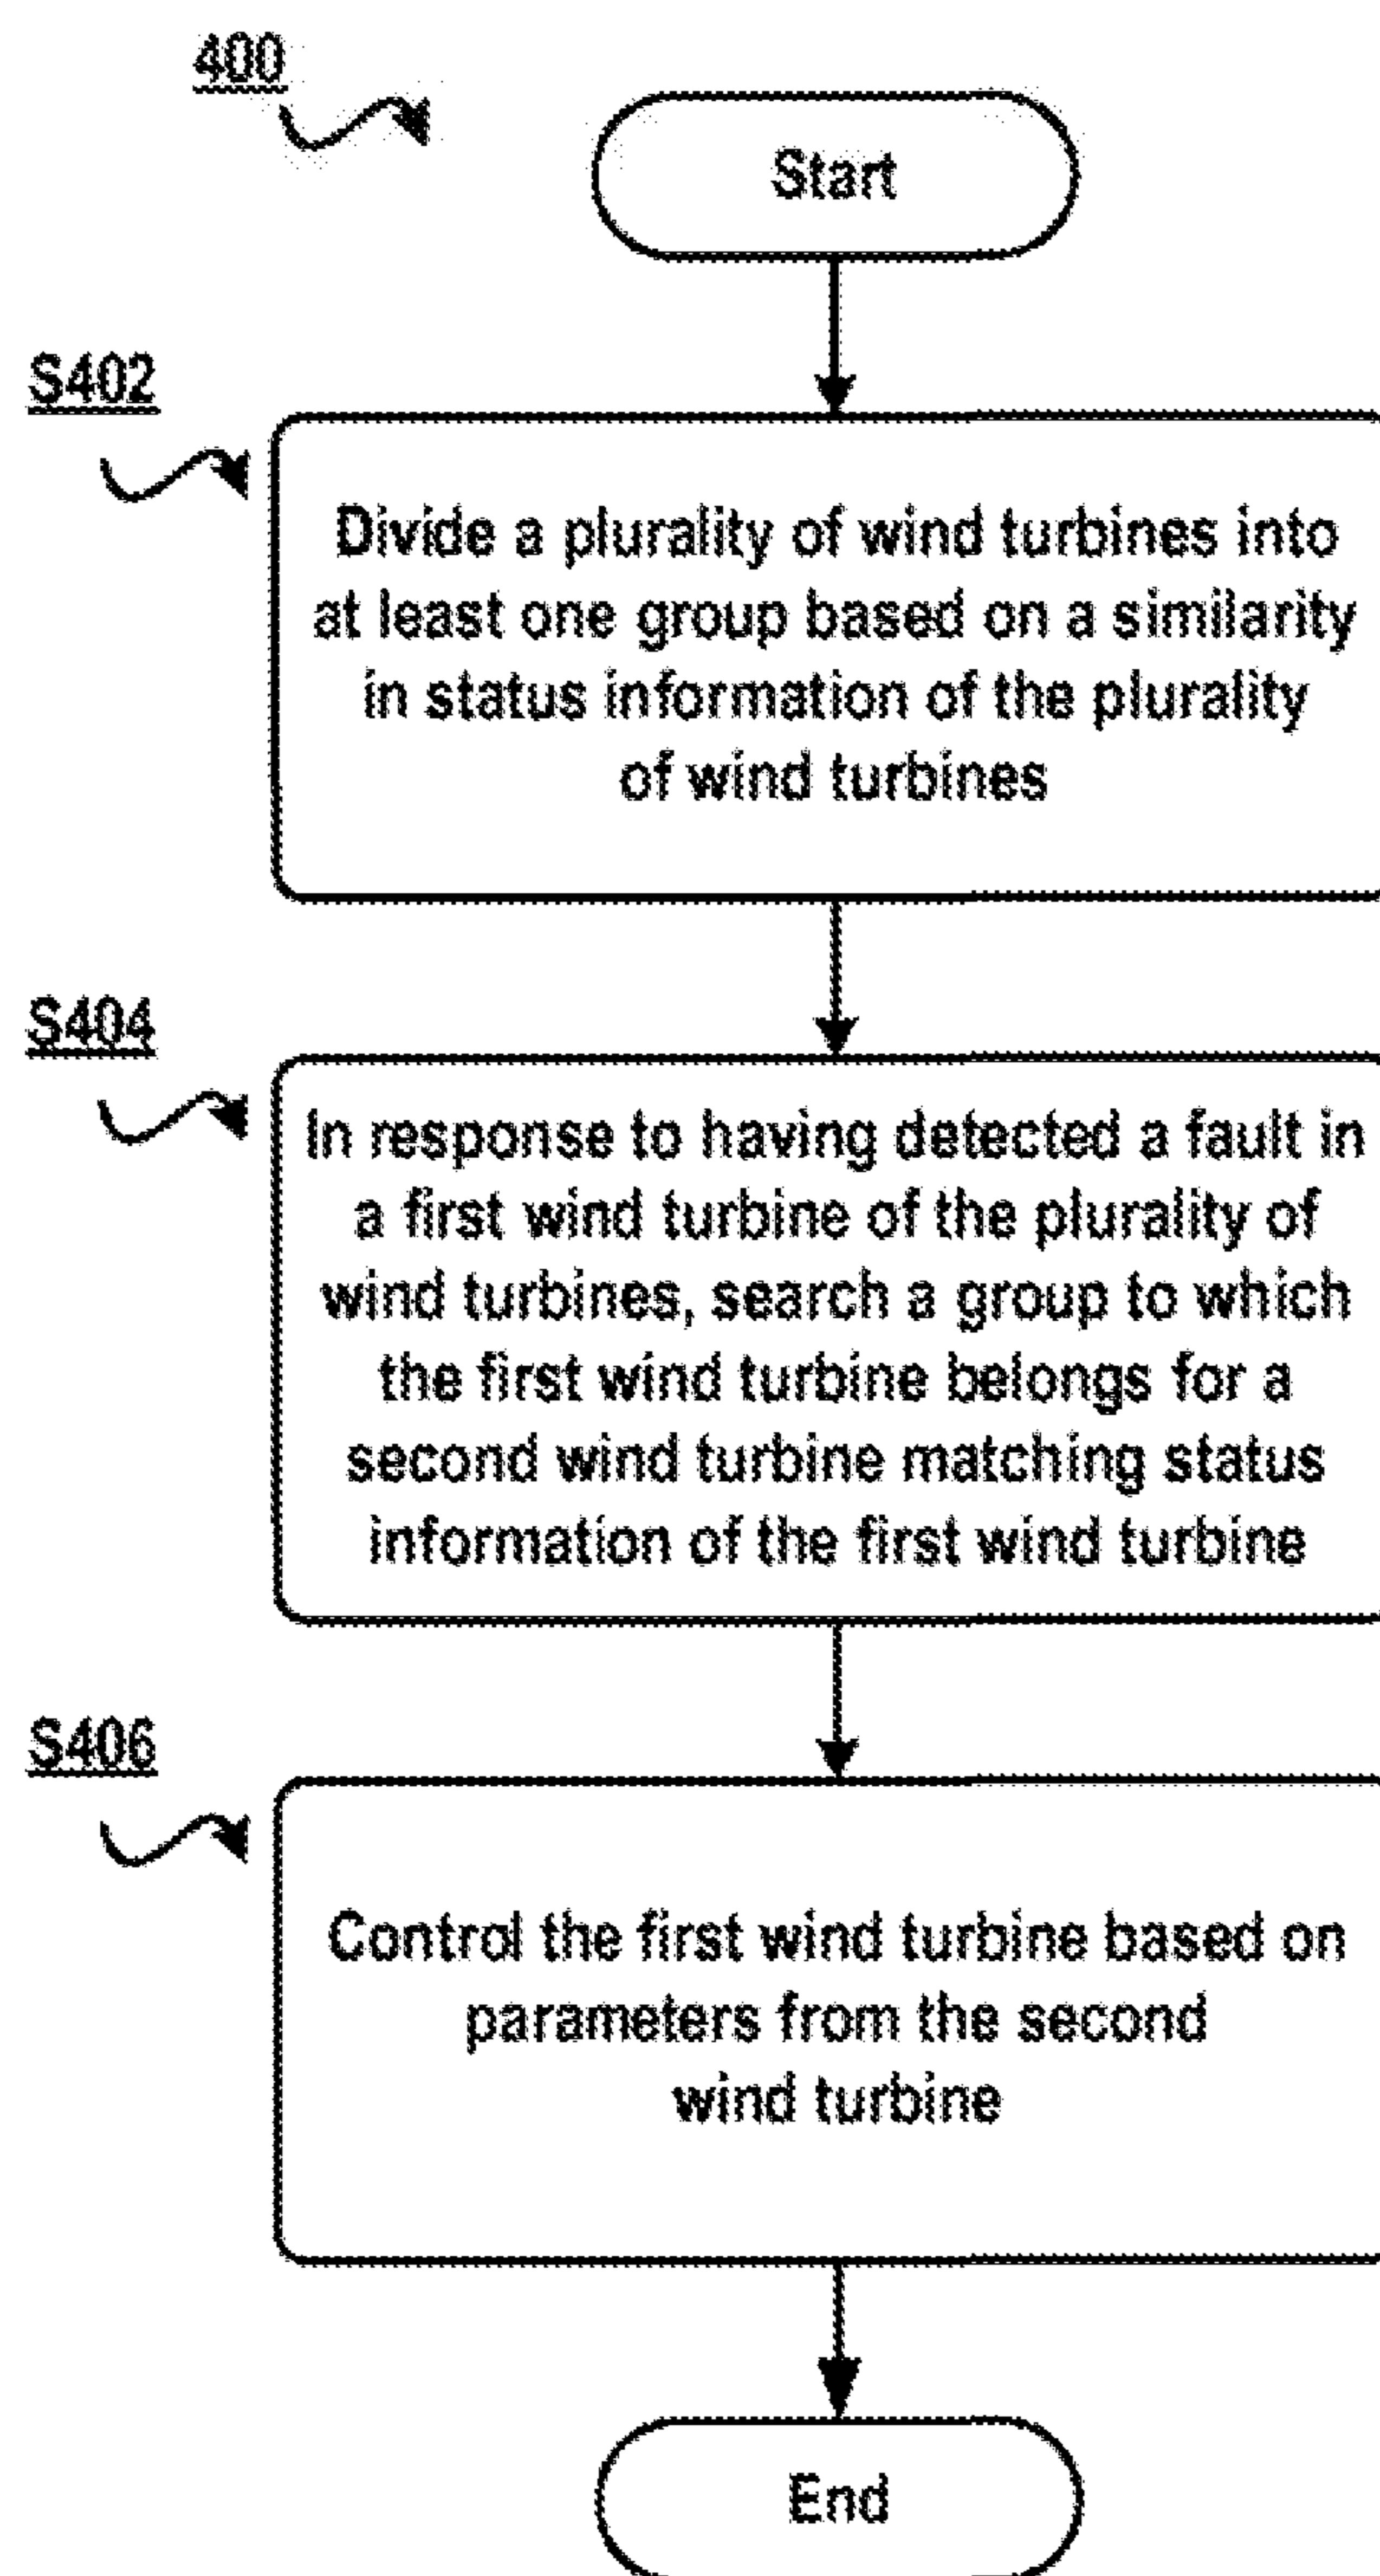 400
Start
S402
Divide a plurality of wind turbines into
at least one group based on a similarity
in status information of the plurality
of wind turbines
S404
In response to having detected a fault in
a first wind turbine of the plurality of
wind turbines, search a group to which
the first wind turbine belongs for a
second wind turbine matching status
information of the first wind turbine
S406
Control the first wind turbine based on
parameters from the second
wind turbine
End